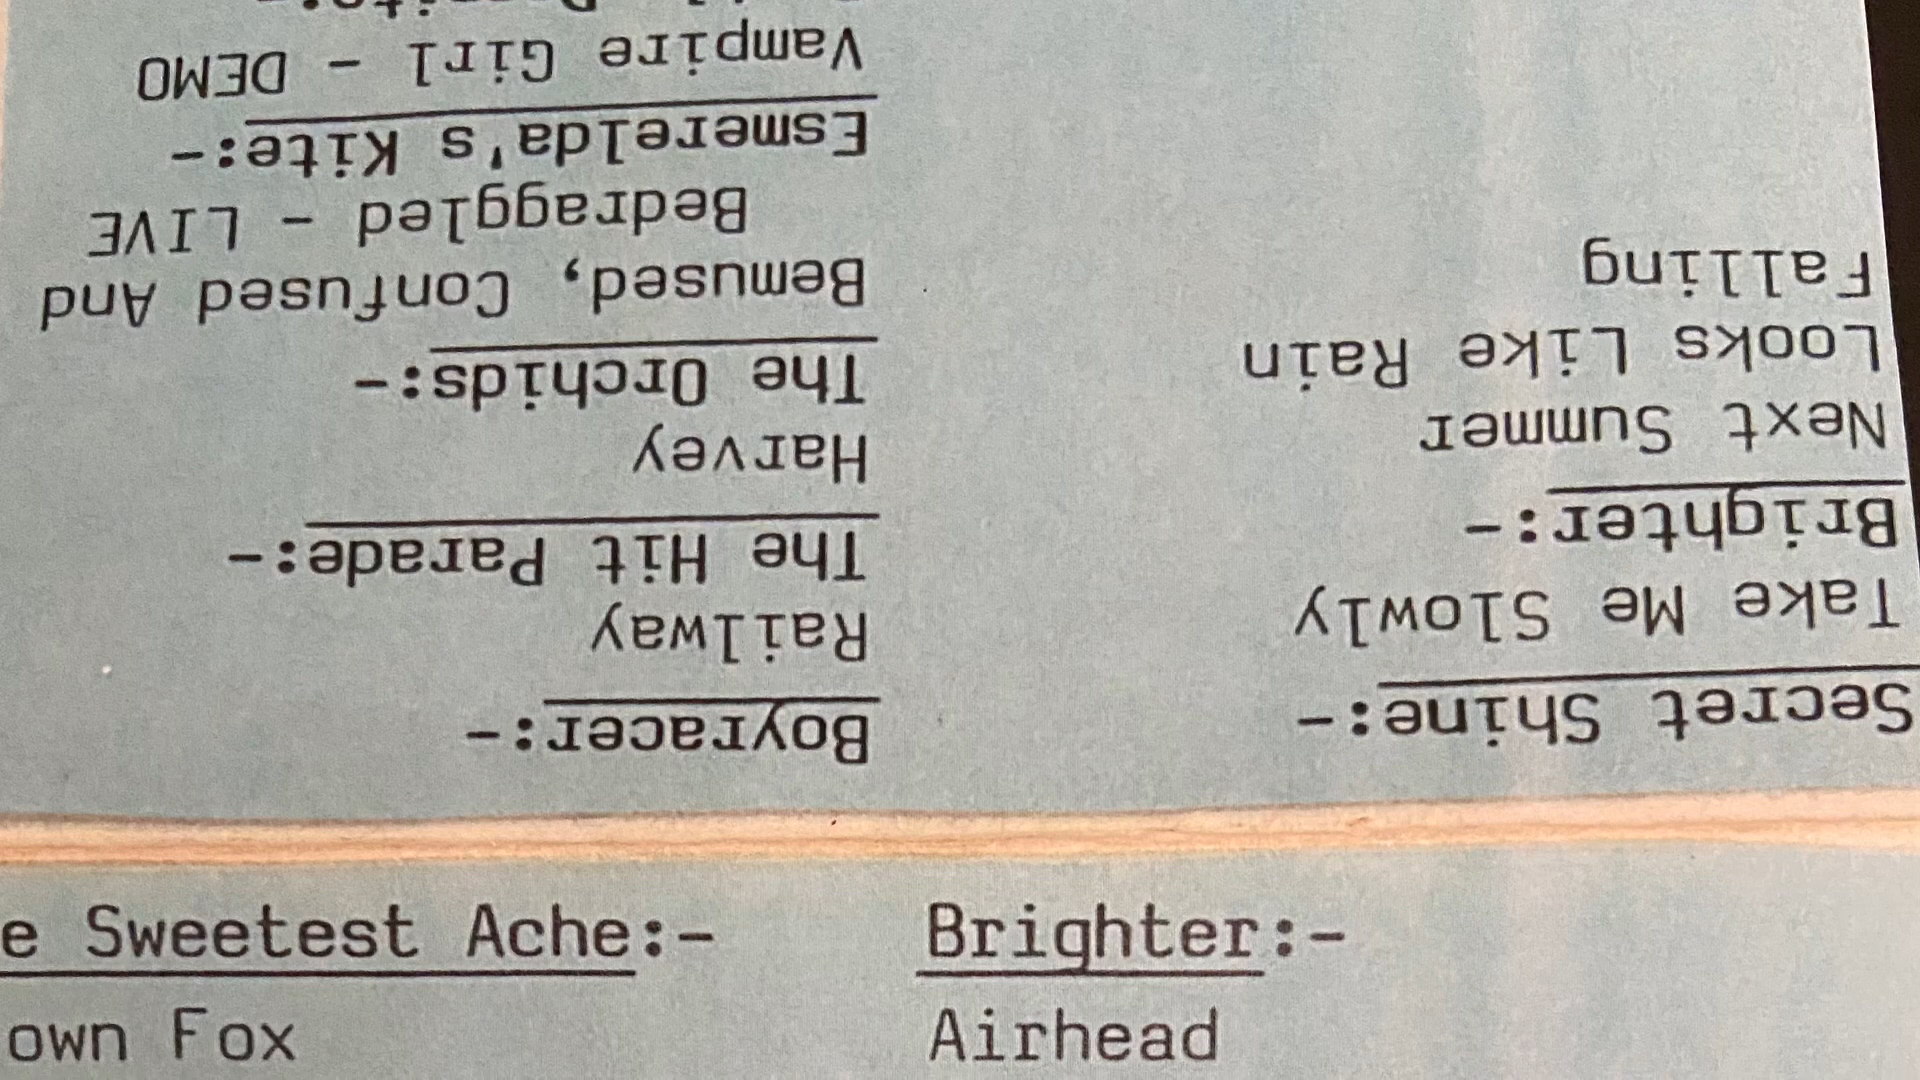 Secret Shine:-
Take Me Slowly
Brighter:-
Next Summer
Looks Like Rain
Falling
Boyracer:-
Railway
The Hit Parade:-
Harvey
The Orchids:-
Bemused, Confused And
Bedraggled - LIVE
Esmerelda's Kite:-
Vampire Girl - DEMO
e Sweetest Ache:-
own Fox
Brighter:-
Airhead